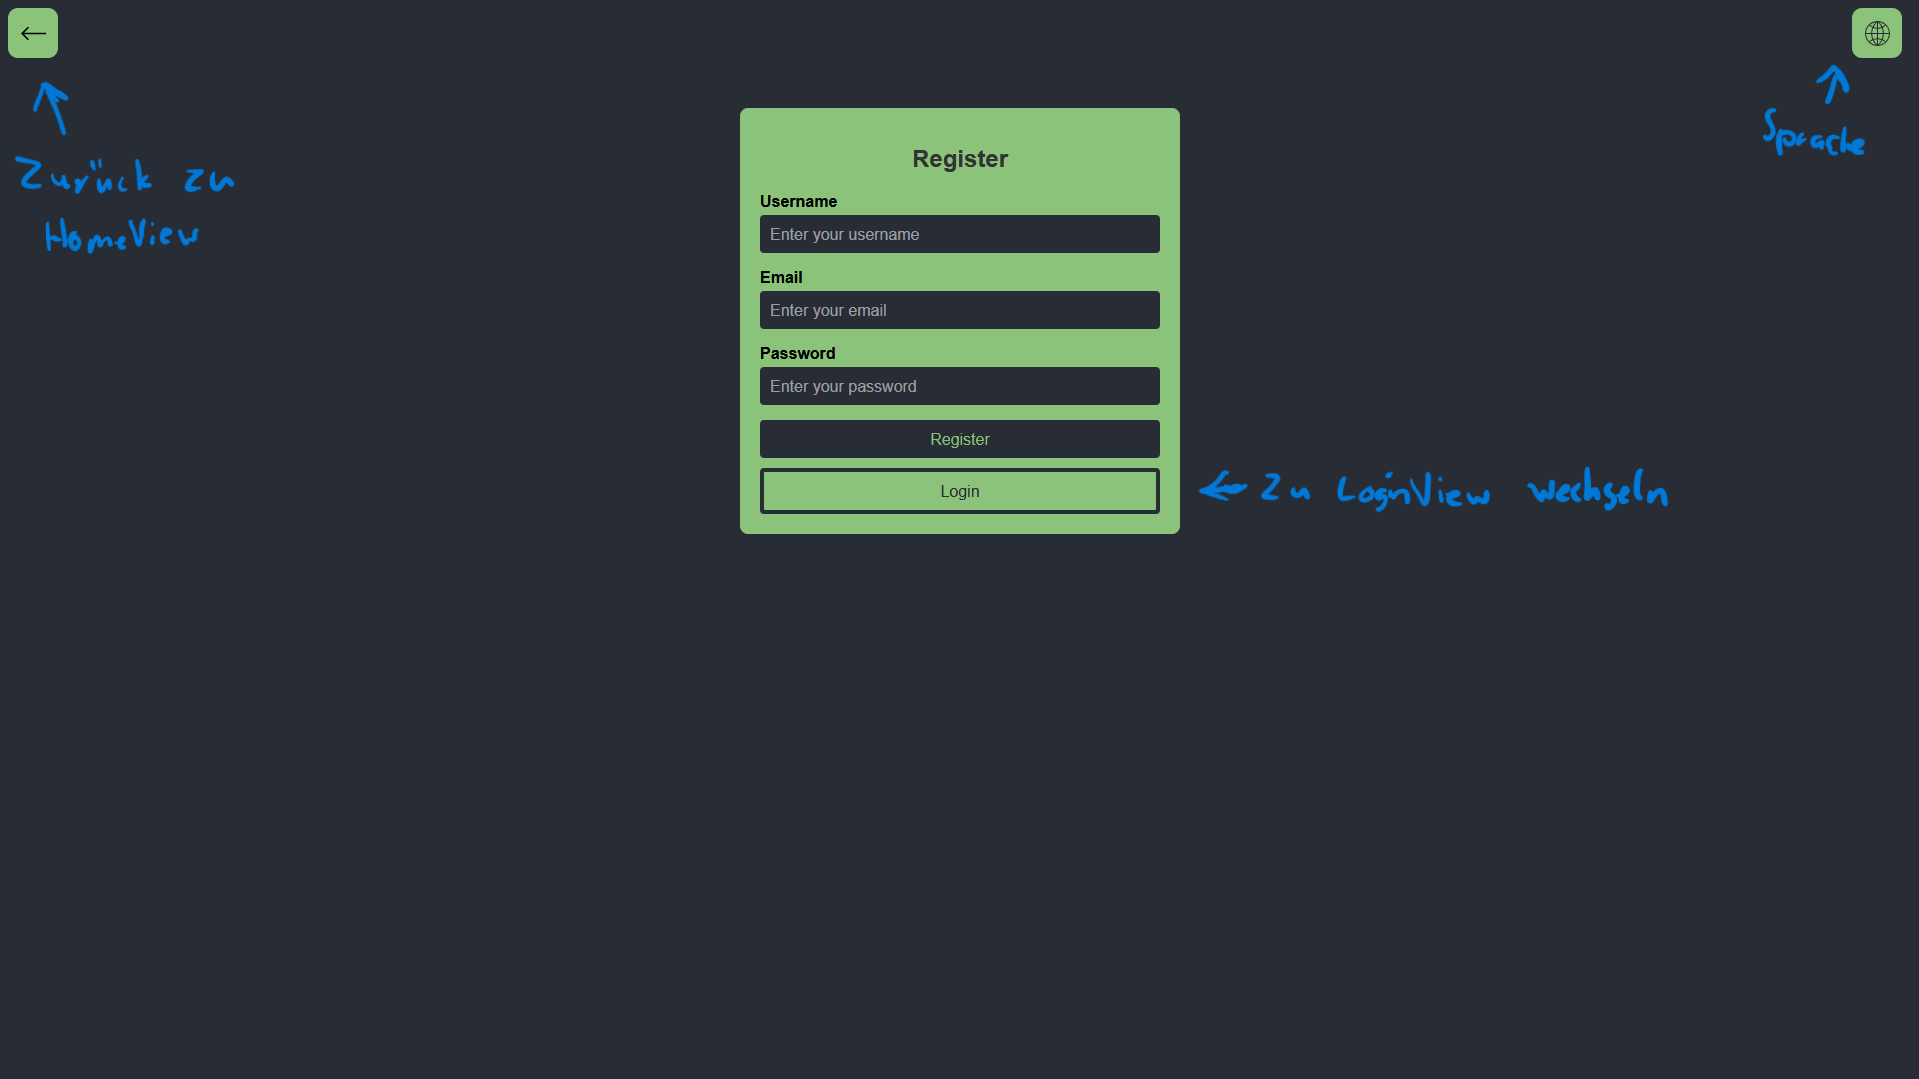 Sprache
Zurück zu
HomeView
Register
Username
Enter your username
Email
Enter your email
Password
Enter your password
Register
Login
Zu LoginView wechseln